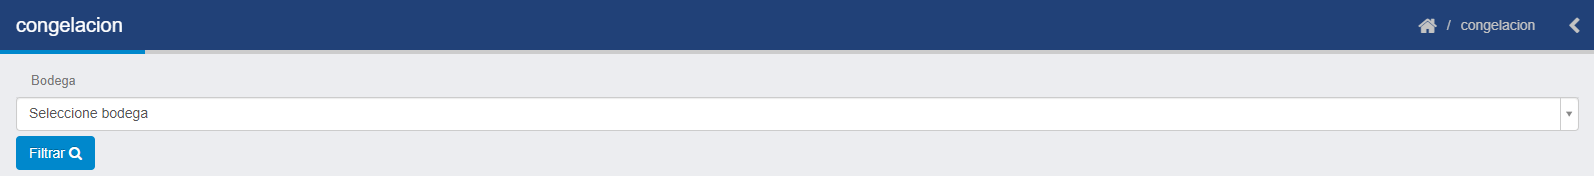 congelacion
/ congelacion
Bodega
Seleccione bodega
Filtrar